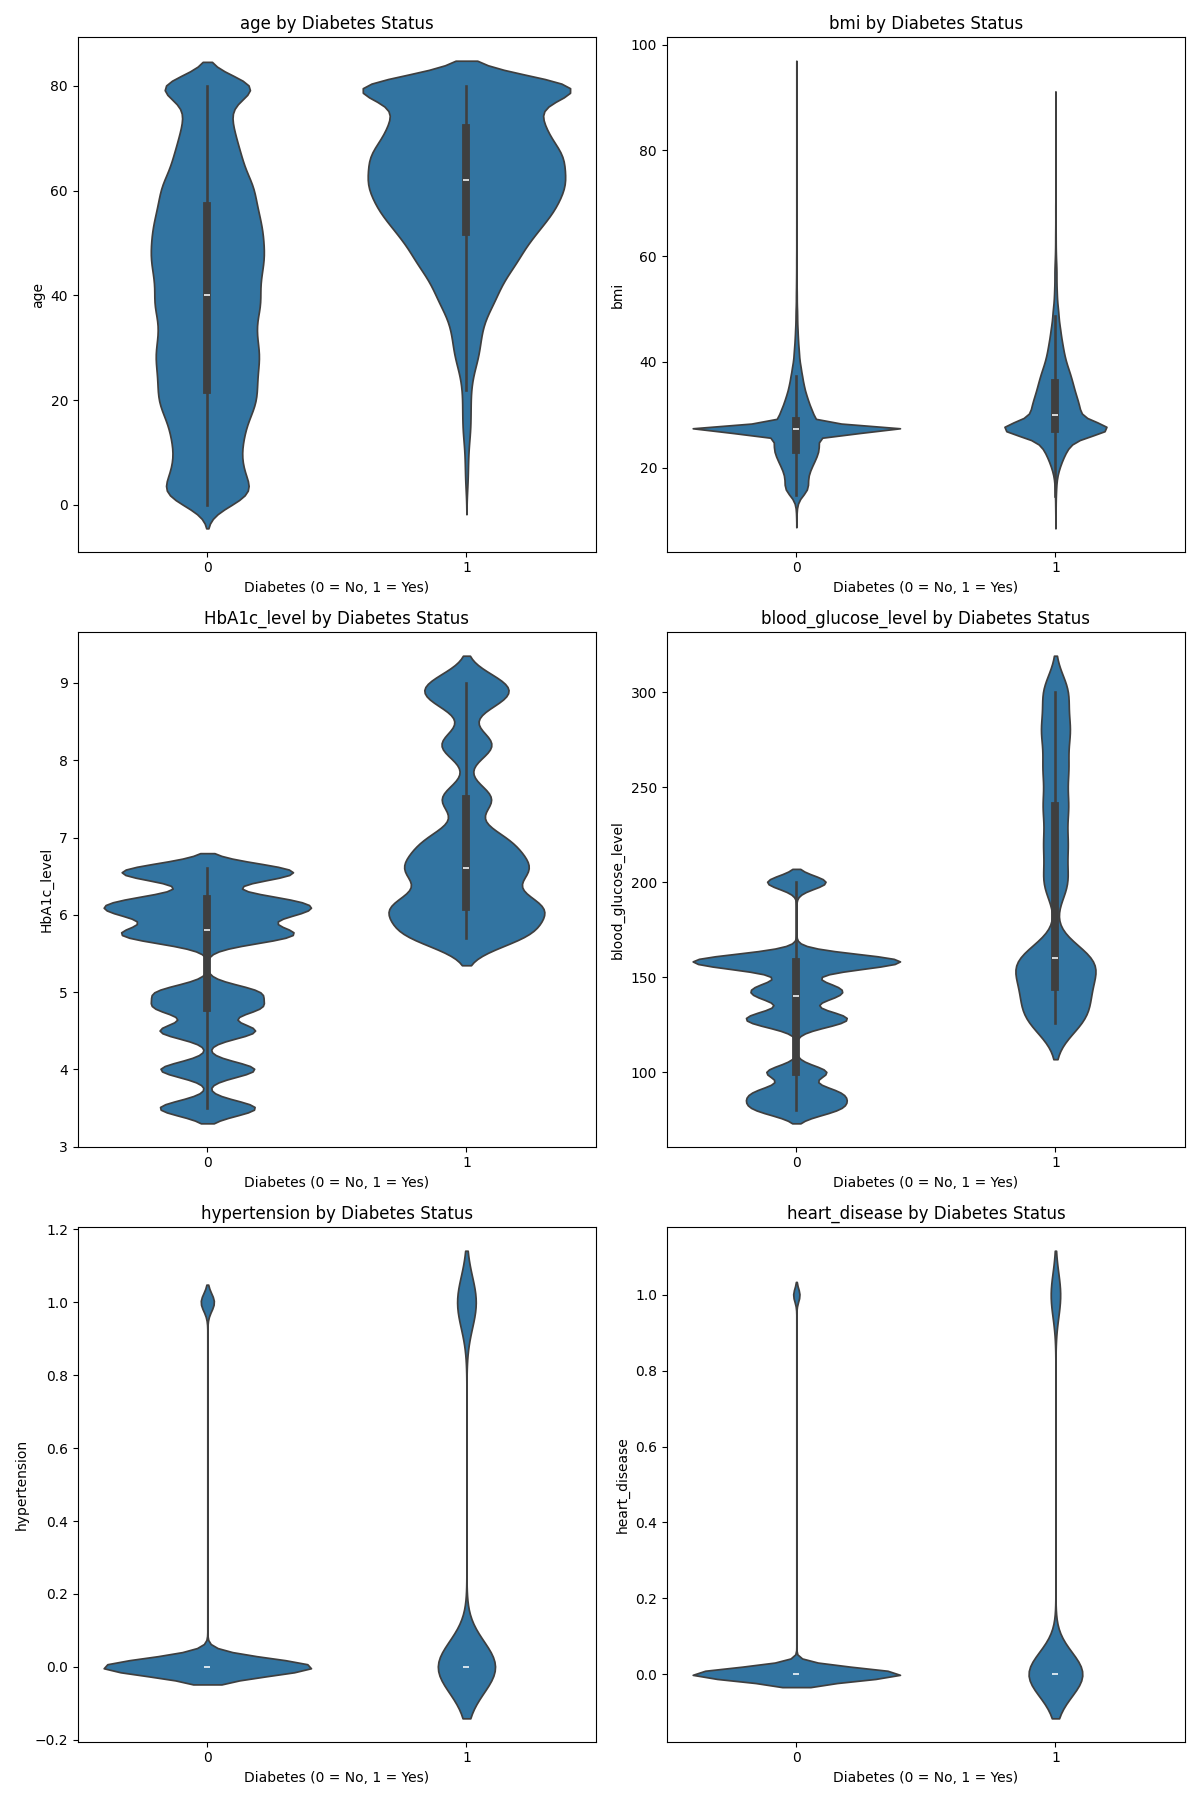 age by Diabetes Status
80
60
40
20
0
age
0 1
Diabetes (0 = No, 1 = Yes)
bmi by Diabetes Status
100
80
60
40
20
bmi
0 1
Diabetes (0 = No, 1 = Yes)
HbA1c_level by Diabetes Status
9
8
7
6
5
4
3
HbA1c_level
0 1
Diabetes (0 = No, 1 = Yes)
blood_glucose_level by Diabetes Status
300
250
200
150
100
blood_glucose_level
0 1
Diabetes (0 = No, 1 = Yes)
hypertension by Diabetes Status
1.2
1.0
0.8
0.6
0.4
0.2
0.0
−0.2
hypertension
0 1
Diabetes (0 = No, 1 = Yes)
heart_disease by Diabetes Status
1.0
0.8
0.6
0.4
0.2
0.0
heart_disease
0 1
Diabetes (0 = No, 1 = Yes)